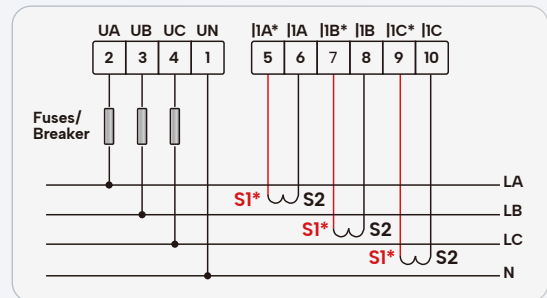 UA UB UC UN |1A* |1A |1B* |1B |1C* |1C
2 3 4 1 5 6 7 8 9 10
Fuses/
Breaker
LA
S1* S2
LB
S1* S2
LC
S1* S2
N